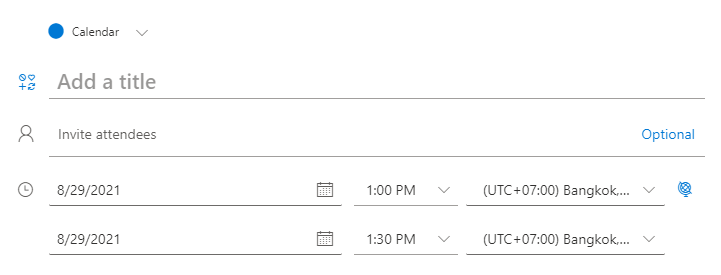 Calendar
Add a title
Invite attendees Optional
8/29/2021 1:00 PM (UTC+07:00) Bangkok,...
8/29/2021 1:30 PM (UTC+07:00) Bangkok,...